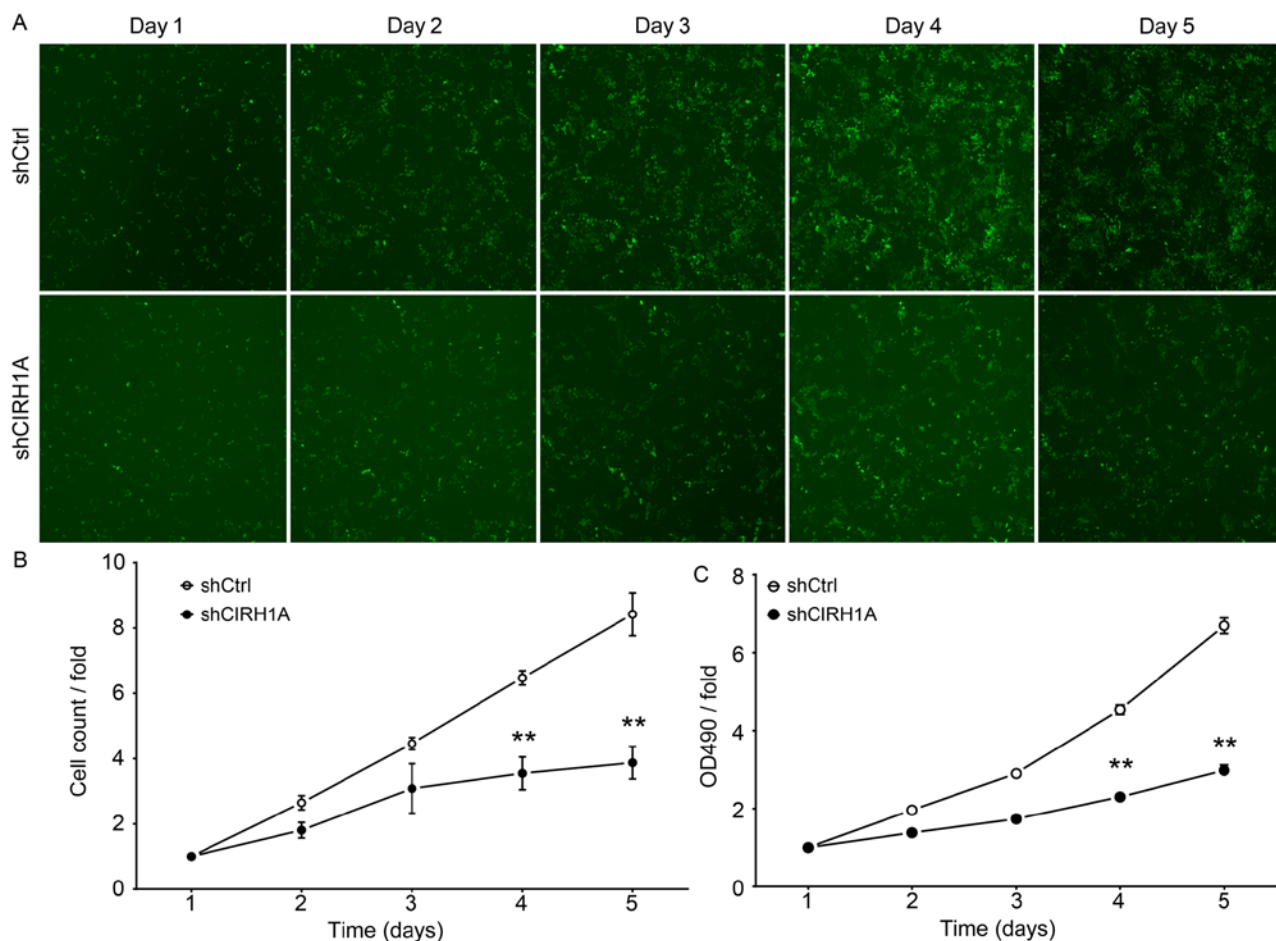 A
Day 1 Day 2 Day 3 Day 4 Day 5
shCtrl
shCIRH1A
B
shCtrl
shCIRH1A
Cell count / fold
10
8
6
4
2
0
** **
1 2 3 4 5
Time (days)
C
shCtrl
shCIRH1A
OD490 / fold
8
6
4
2
0
** **
1 2 3 4 5
Time (days)